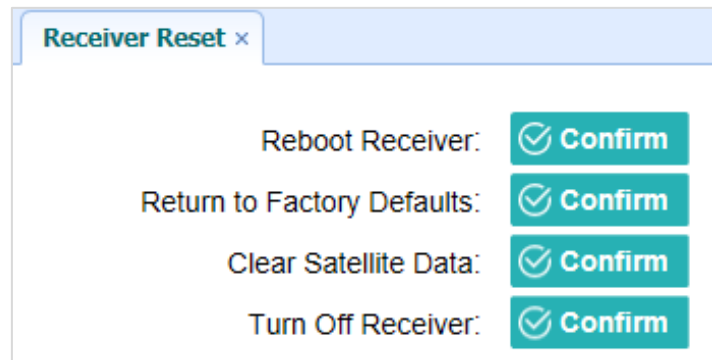 Receiver Reset ×
Reboot Receiver: Confirm
Return to Factory Defaults: Confirm
Clear Satellite Data: Confirm
Turn Off Receiver: Confirm